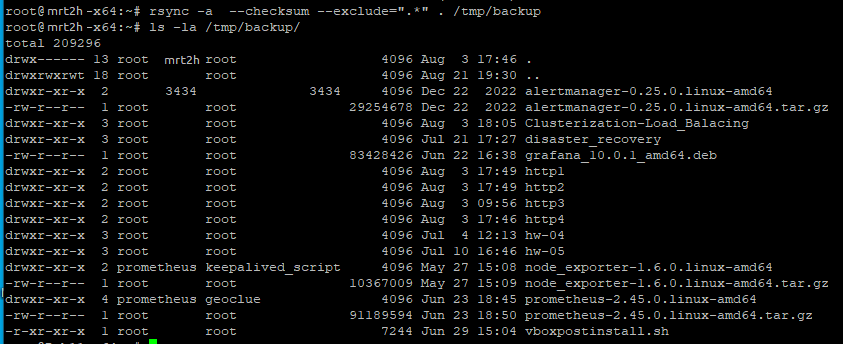 root@mrt2h-x64:~# rsync -a  --checksum --exclude=".*" . /tmp/backup
root@mrt2h-x64:~# ls -la /tmp/backup/
total 209296
drwx------ 13 root       mrt2h root                 4096 Aug  3 17:46 .
drwxrwxrwt 18 root       root                 4096 Aug 21 19:30 ..
drwxr-xr-x  2       3434              3434     4096 Dec 22  2022 alertmanager-0.25.0.linux-amd64
-rw-r--r--  1 root       root             29254678 Dec 22  2022 alertmanager-0.25.0.linux-amd64.tar.gz
drwxr-xr-x  3 root       root                 4096 Aug  3 18:05 Clusterization-Load_Balacing
drwxr-xr-x  3 root       root                 4096 Jul 21 17:27 disaster_recovery
-rw-r--r--  1 root       root             83428426 Jun 22 16:38 grafana_10.0.1_amd64.deb
drwxr-xr-x  2 root       root                 4096 Aug  3 17:49 http1
drwxr-xr-x  2 root       root                 4096 Aug  3 17:49 http2
drwxr-xr-x  2 root       root                 4096 Aug  3 09:56 http3
drwxr-xr-x  2 root       root                 4096 Aug  3 17:46 http4
drwxr-xr-x  3 root       root                 4096 Jul  4 12:13 hw-04
drwxr-xr-x  3 root       root                 4096 Jul 10 16:46 hw-05
drwxr-xr-x  2 prometheus keepalived_script     4096 May 27 15:08 node_exporter-1.6.0.linux-amd64
-rw-r--r--  1 root       root             10367009 May 27 15:09 node_exporter-1.6.0.linux-amd64.tar.gz
drwxr-xr-x  4 prometheus geoclue              4096 Jun 23 18:45 prometheus-2.45.0.linux-amd64
-rw-r--r--  1 root       root             91189594 Jun 23 18:50 prometheus-2.45.0.linux-amd64.tar.gz
-r-xr-xr-x  1 root       root                 7244 Jun 29 15:04 vboxpostinstall.sh